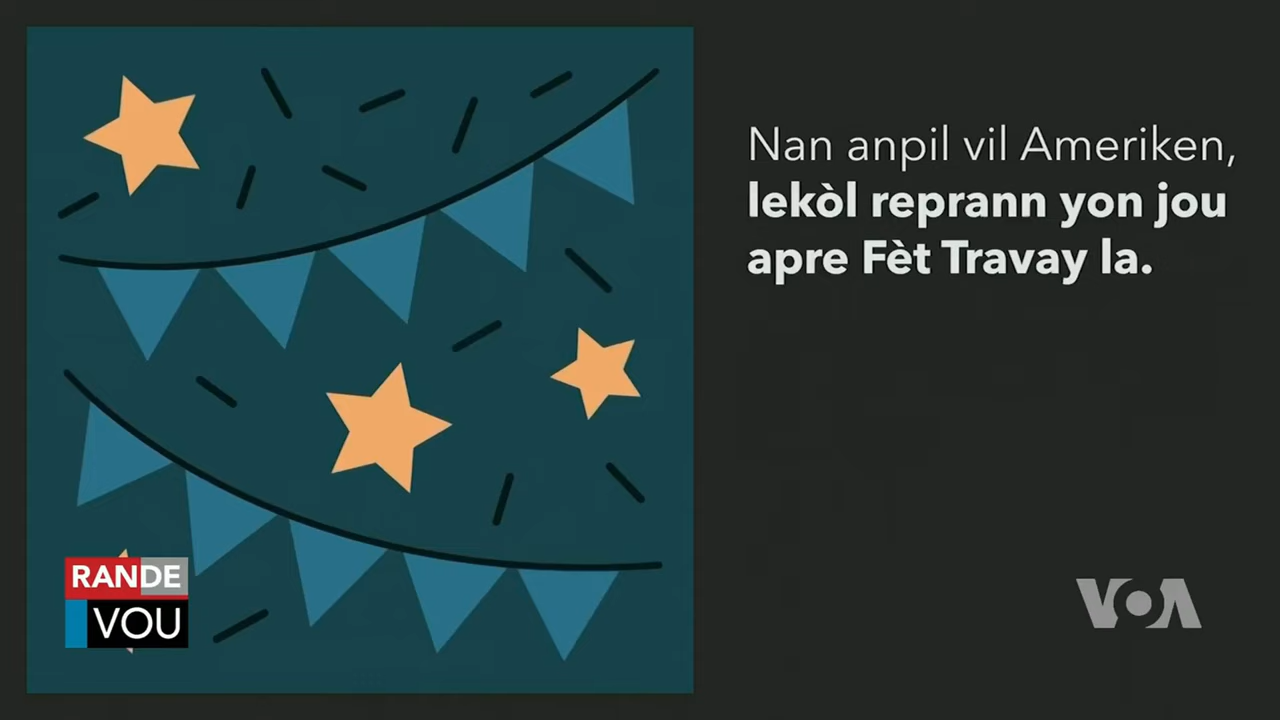 Nan anpil vil Ameriken,
lekòl reprann yon jou
apre Fèt Travay la.
RANDE
VOU
VOA